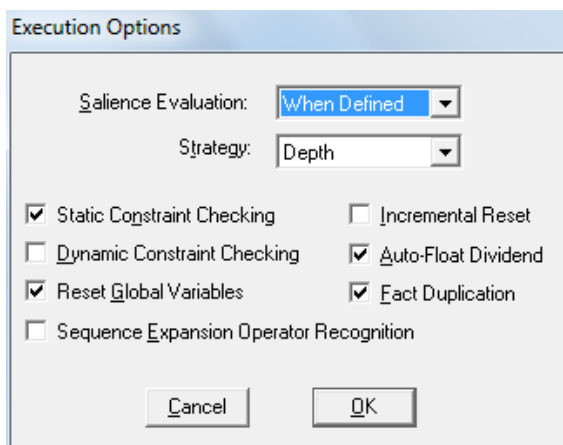 Execution Options
Salience Evaluation: When Defined
Strategy: Depth
Static Constraint Checking Incremental Reset
Dynamic Constraint Checking Auto-Float Dividend
Reset Global Variables Fact Duplication
Sequence Expansion Operator Recognition
Cancel OK